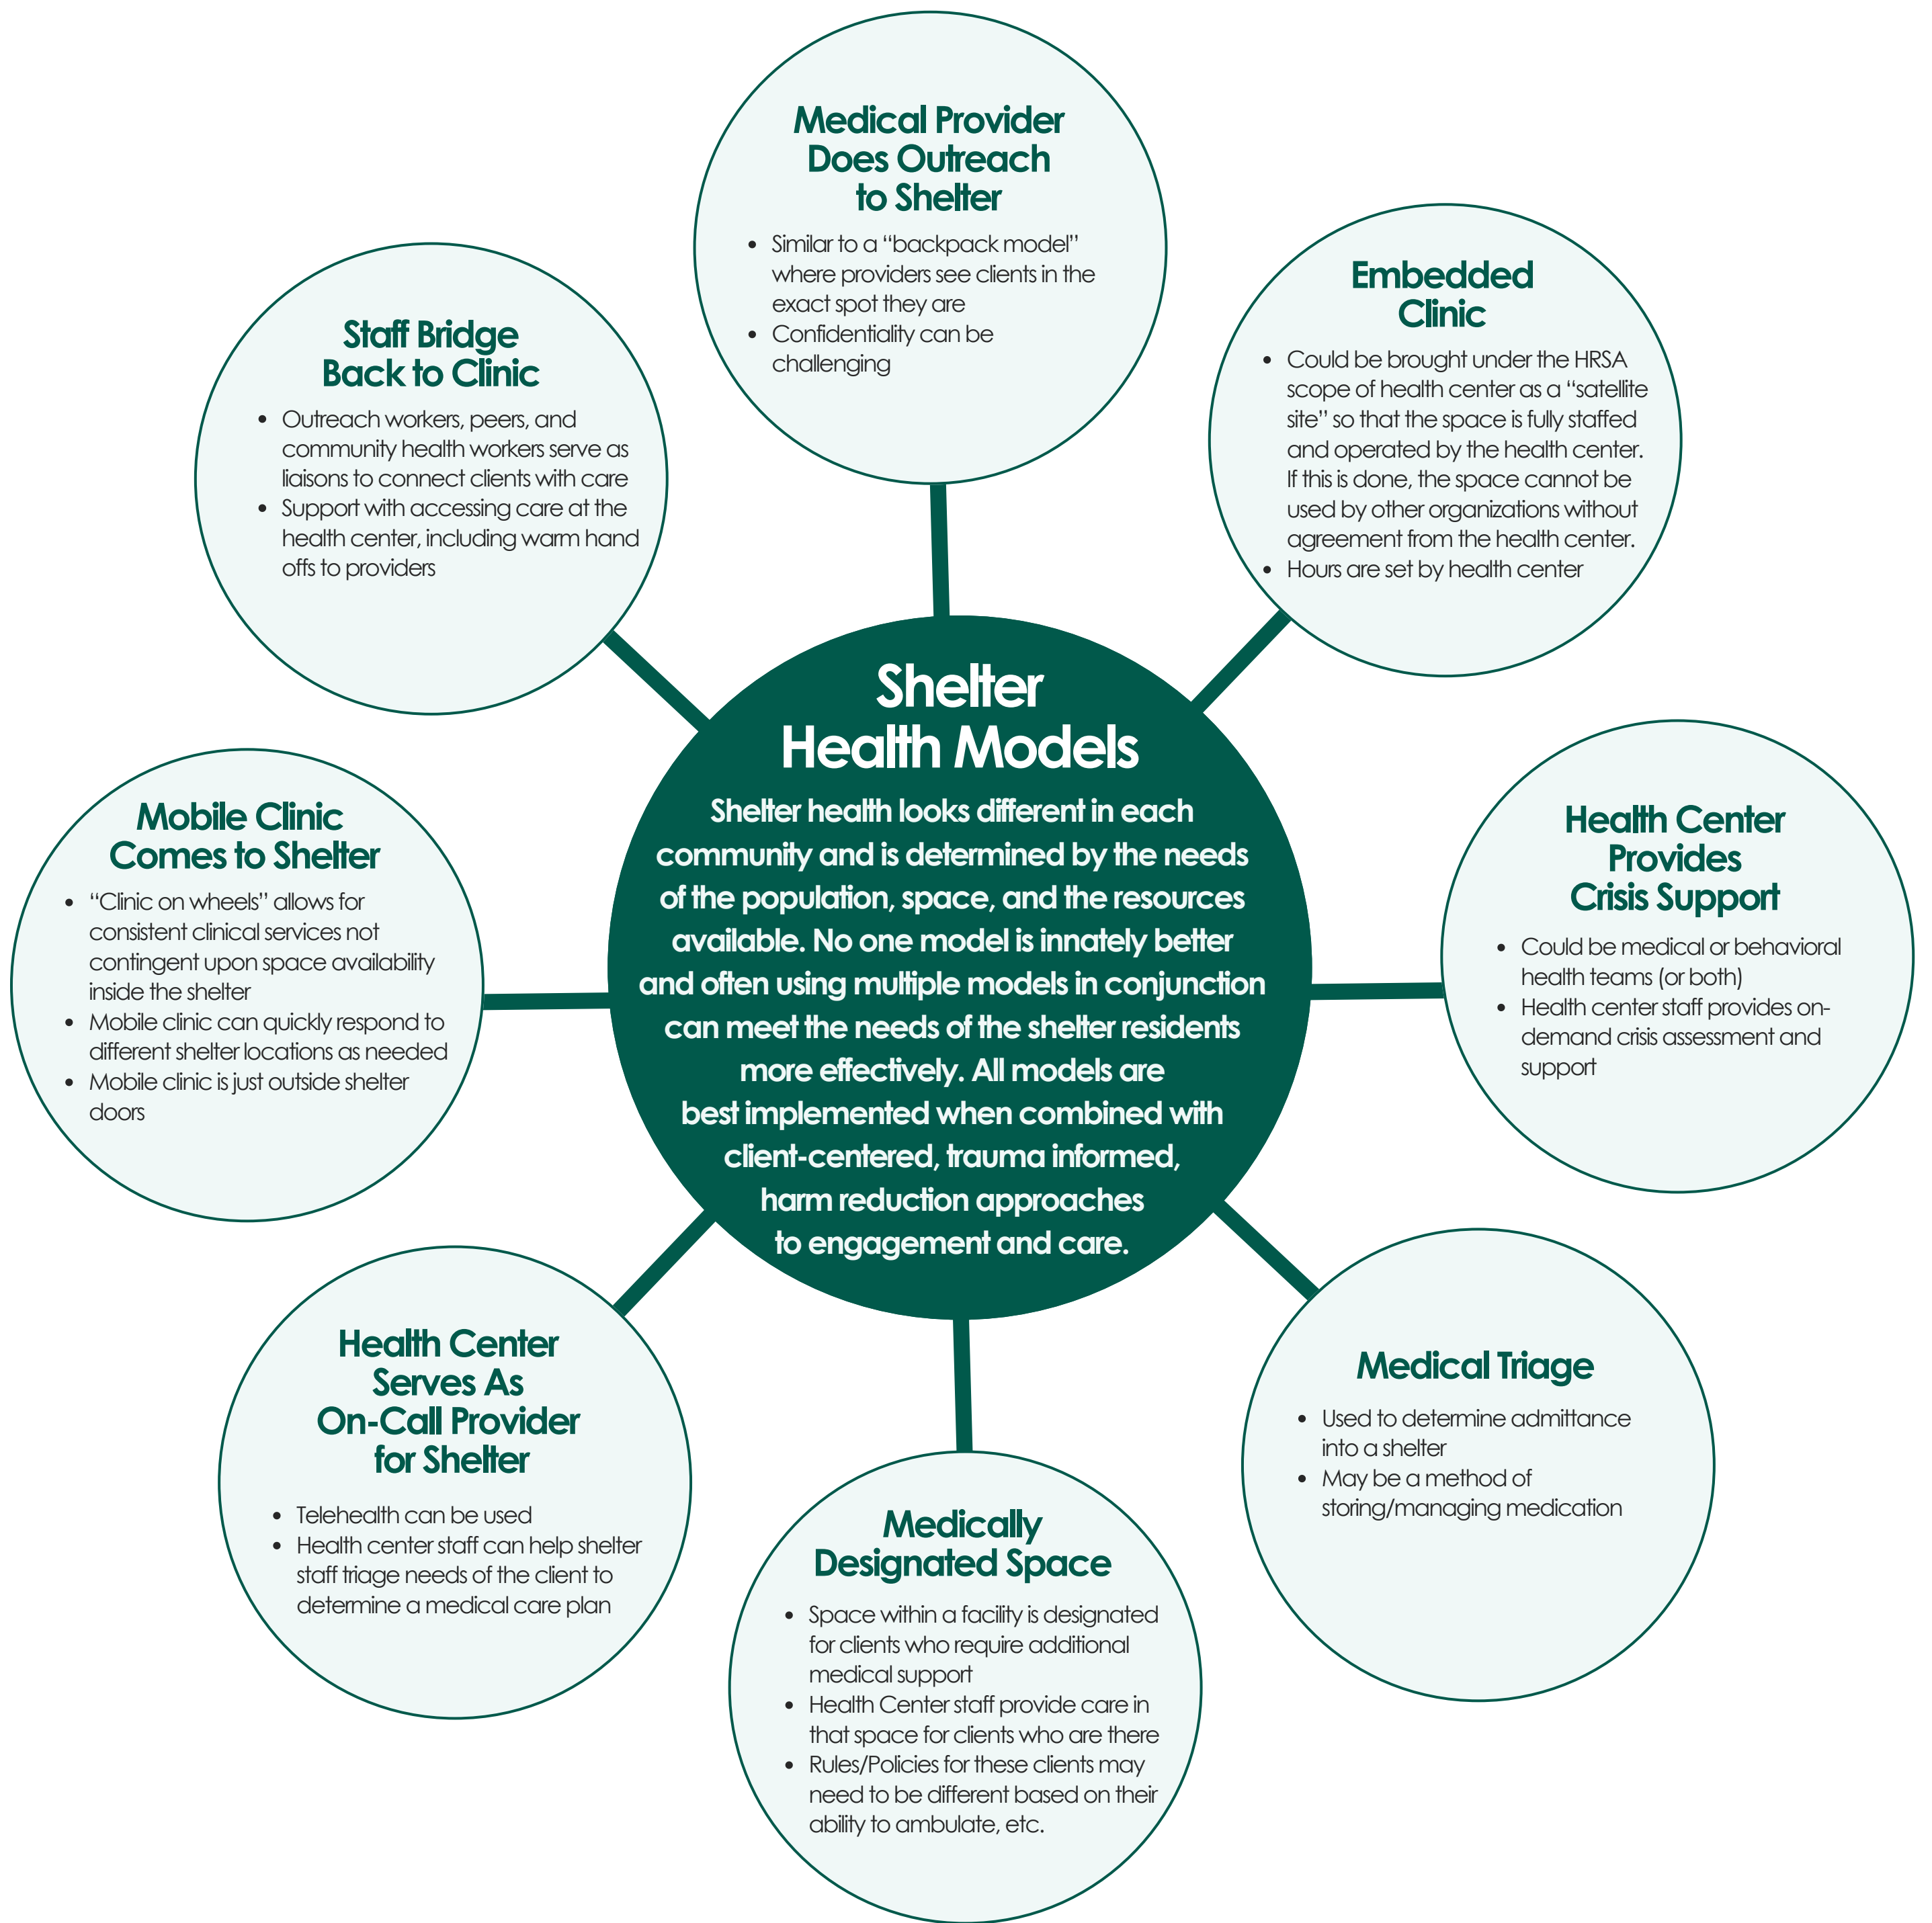 Medical Provider
Does Outreach
to Shelter
• Similar to a “backpack model”
where providers see clients in the
exact spot they are
• Confidentiality can be
challenging
Embedded
Clinic
• Could be brought under the HRSA
scope of health center as a “satellite
site” so that the space is fully staffed
and operated by the health center.
If this is done, the space cannot be
used by other organizations without
agreement from the health center.
• Hours are set by health center
Staff Bridge
Back to Clinic
• Outreach workers, peers, and
community health workers serve as
liaisons to connect clients with care
• Support with accessing care at the
health center, including warm hand
offs to providers
Shelter
Health Models
Shelter health looks different in each
community and is determined by the needs
of the population, space, and the resources
available. No one model is innately better
and often using multiple models in conjunction
can meet the needs of the shelter residents
more effectively. All models are
best implemented when combined with
client-centered, trauma informed,
harm reduction approaches
to engagement and care.
Mobile Clinic
Comes to Shelter
• “Clinic on wheels” allows for
consistent clinical services not
contingent upon space availability
inside the shelter
• Mobile clinic can quickly respond to
different shelter locations as needed
• Mobile clinic is just outside shelter
doors
Health Center
Provides
Crisis Support
• Could be medical or behavioral
health teams (or both)
• Health center staff provides on-
demand crisis assessment and
support
Health Center
Serves As
On-Call Provider
for Shelter
• Telehealth can be used
• Health center staff can help shelter
staff triage needs of the client to
determine a medical care plan
Medical Triage
• Used to determine admittance
into a shelter
• May be a method of
storing/managing medication
Medically
Designated Space
• Space within a facility is designated
for clients who require additional
medical support
• Health Center staff provide care in
that space for clients who are there
• Rules/Policies for these clients may
need to be different based on their
ability to ambulate, etc.